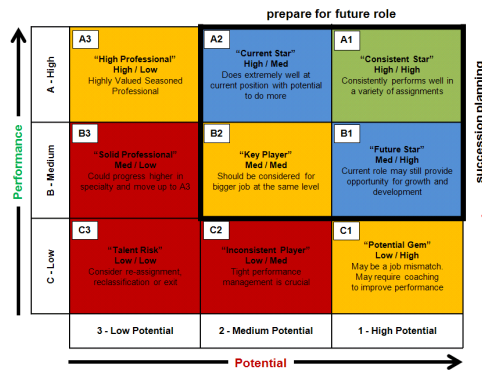 prepare for future role
A3
“High Professional”
High / Low
Highly Valued Seasoned
Professional
A2
“Current Star”
High / Med
Does extremely well at
current position with potential
to do more
A1
“Consistent Star”
High / High
Consistently performs well in
a variety of assignments
B3
“Solid Professional”
Med / Low
Could progress higher in
specialty and move up to A3
B2
“Key Player”
Med / Med
Should be considered for
bigger job at the same level
B1
“Future Star”
Med / High
Current role may still provide
opportunity for growth and
development
C3
“Talent Risk”
Low / Low
Consider re-assignment,
reclassification or exit
C2
“Inconsistent Player”
Low / Med
Tight performance
management is crucial
C1
“Potential Gem”
Low / High
May be a job mismatch.
May require coaching
to improve performance
Performance
A - High
B - Medium
C - Low
succession planning
3 - Low Potential
2 - Medium Potential
1 - High Potential
Potential